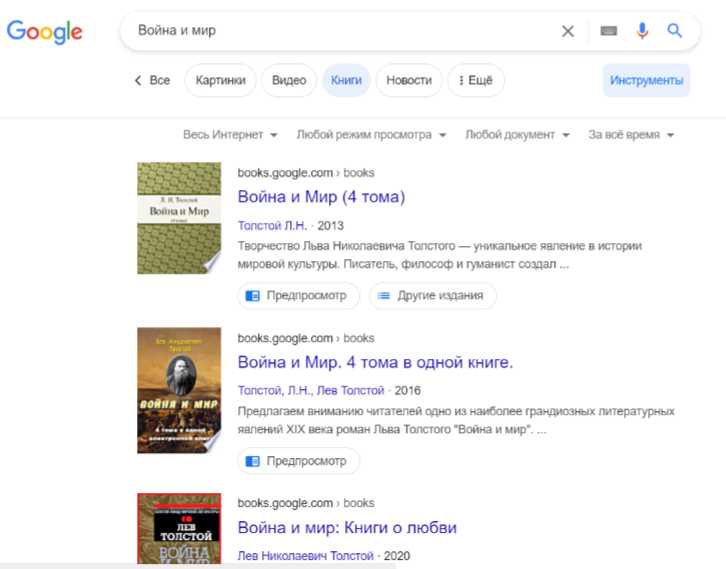 Google
Война и мир
Все
Картинки
Видео
Книги
Новости
Ещё
Инструменты
Весь Интернет
Любой режим просмотра
Любой документ
За всё время
books.google.com › books
Л. Н. Толстой
Война и Мир
Война и Мир (4 тома)
Толстой Л.Н. · 2013
Творчество Льва Николаевича Толстого — уникальное явление в истории
мировой культуры. Писатель, философ и гуманист создал ...
Предпросмотр
Другие издания
books.google.com › books
Лев Николаевич
Толстой
ВОЙНА И МИР
4 тома в одной
электронной книге
Война и Мир. 4 тома в одной книге.
Толстой, Л.Н., Лев Толстой · 2016
Предлагаем вниманию читателей одно из наиболее грандиозных литературных
явлений XIX века роман Льва Толстого "Война и мир". ...
Предпросмотр
books.google.com › books
ЛЕВ
ТОЛСТОЙ
ВОЙНА
И МИР
Война и мир: Книги о любви
Лев Николаевич Толстой · 2020